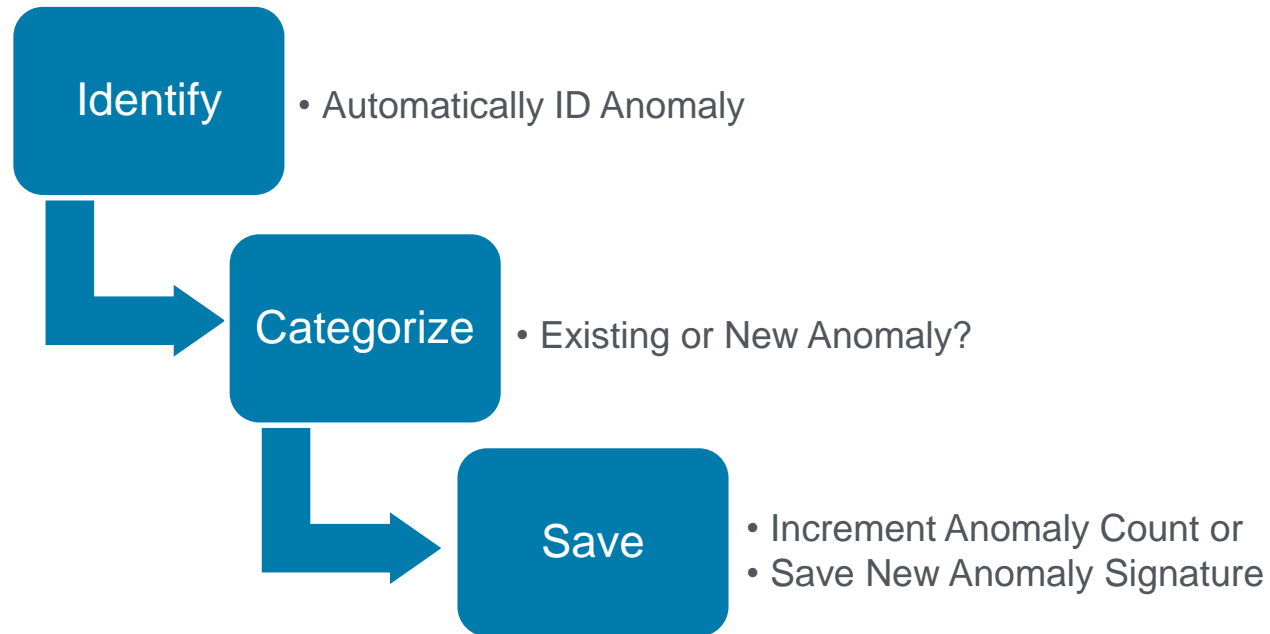 Identify
• Automatically ID Anomaly
Categorize
• Existing or New Anomaly?
Save
• Increment Anomaly Count or
• Save New Anomaly Signature